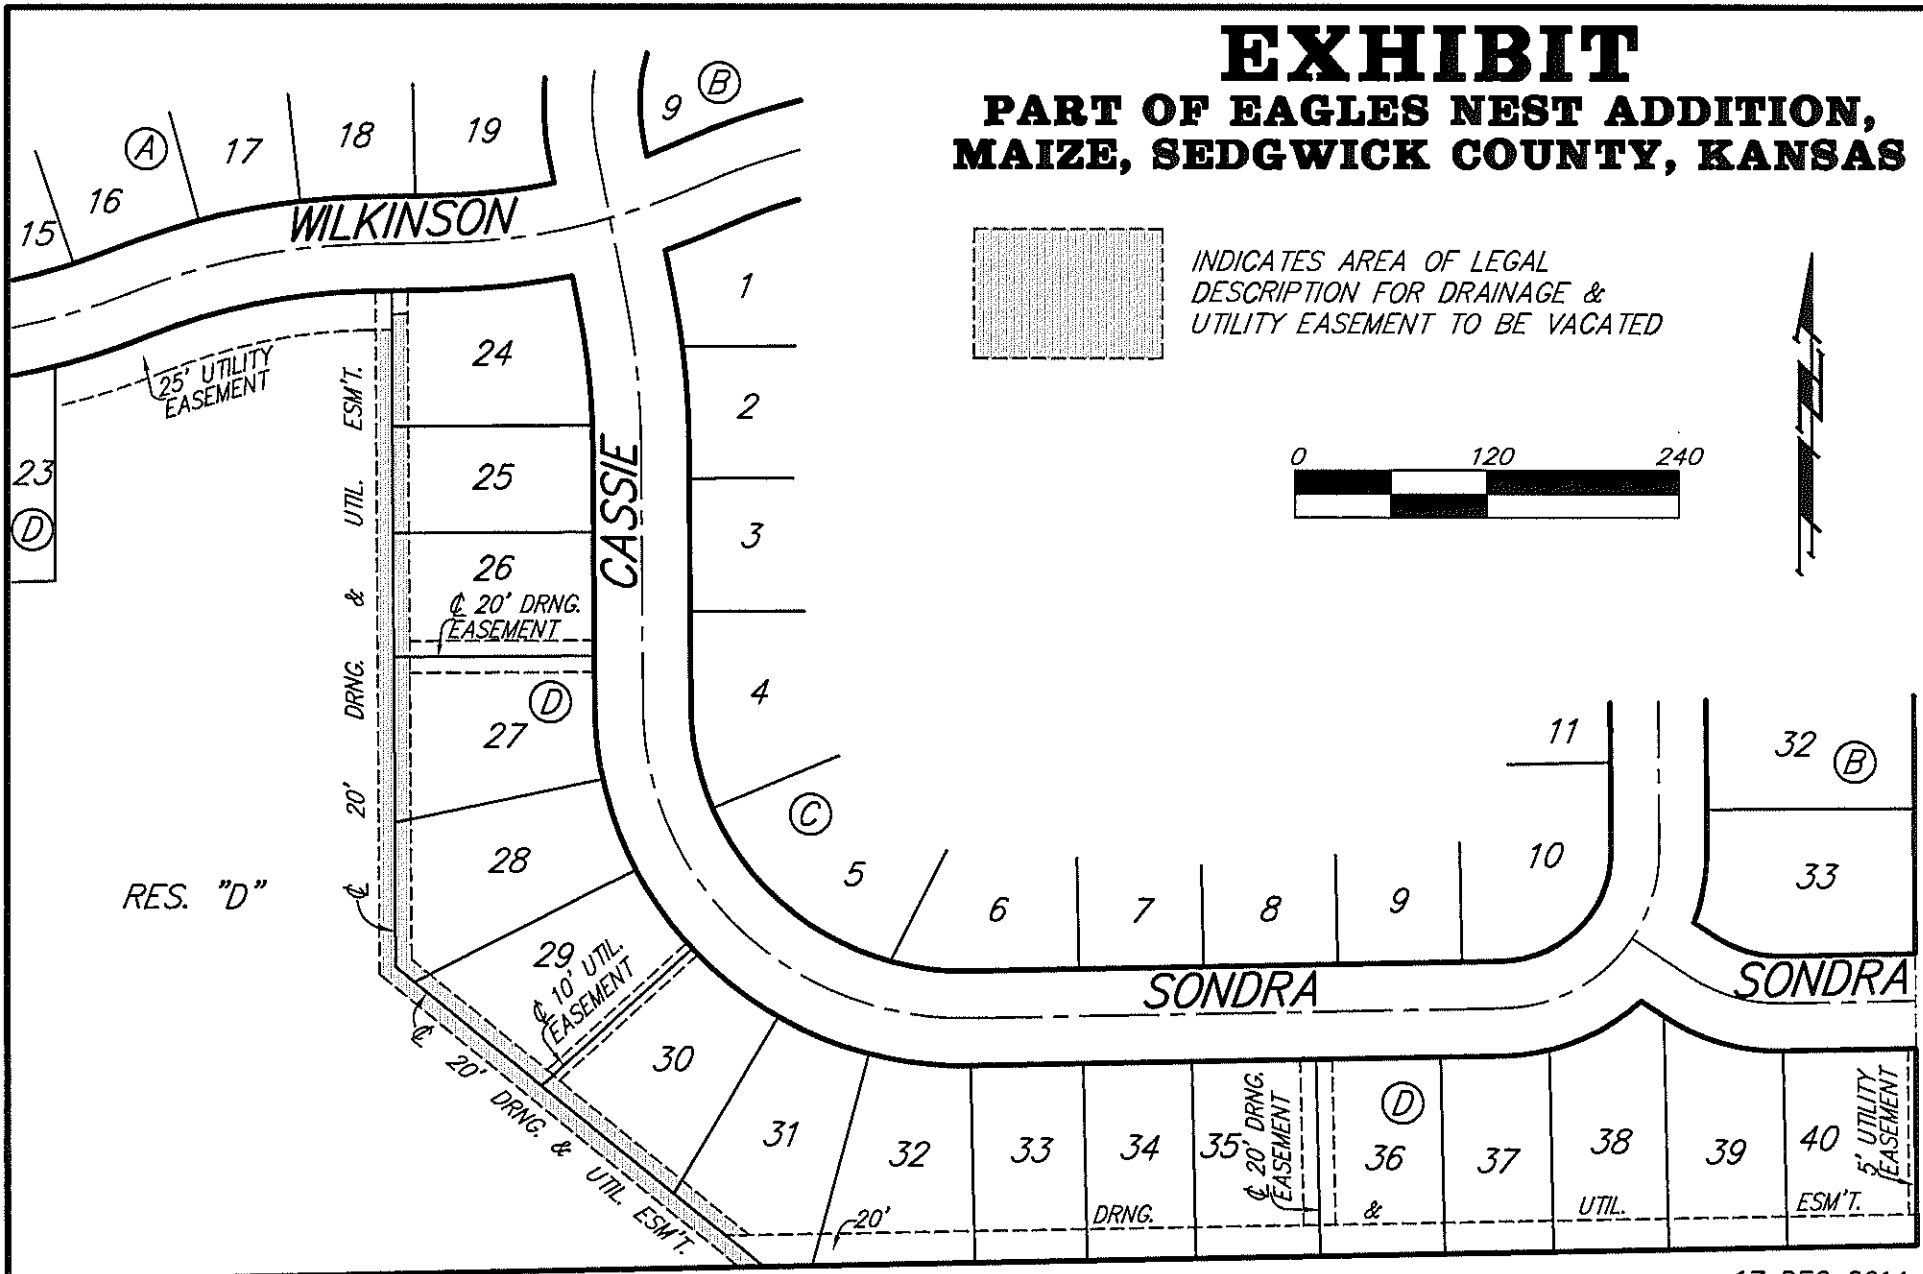 EXHIBIT
PART OF EAGLES NEST ADDITION,
MAIZE, SEDGWICK COUNTY, KANSAS
INDICATES AREA OF LEGAL
DESCRIPTION FOR DRAINAGE &
UTILITY EASEMENT TO BE VACATED
0 120 240
15
16
A
17
18
19
9
B
WILKINSON
25' UTILITY
EASEMENT
23
D
CASSIE
1
2
3
4
24
25
26
℄ 20' DRNG.
EASEMENT
D
27
28
℄ 20' DRNG. & UTIL. ESM'T.
RES. "D"
29
℄ 10' UTIL.
EASEMENT
30
31
℄ 20' DRNG. & UTIL. ESM'T.
C
5
6
7
8
9
10
11
32
B
33
SONDRA
SONDRA
32
33
34
35
℄ 20' DRNG.
EASEMENT
D
36
37
38
39
40
5' UTILITY
EASEMENT
20' DRNG. & UTIL. ESM'T.